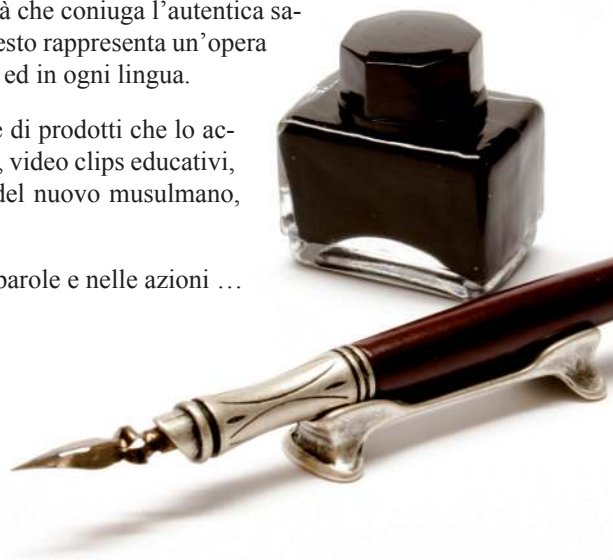 à che coniuga l’autentica sa-
esto rappresenta un’opera
ed in ogni lingua.
e di prodotti che lo ac-
, video clips educativi,
del nuovo musulmano,
parole e nelle azioni …